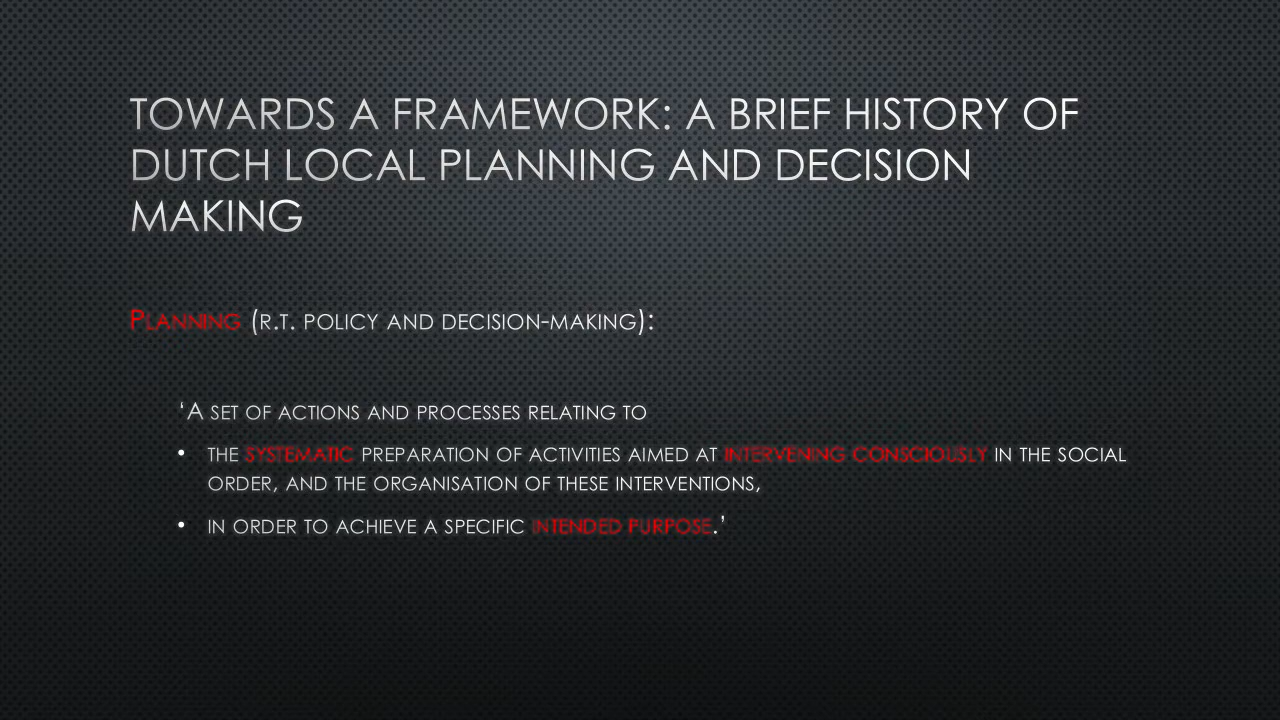 TOWARDS A FRAMEWORK: A BRIEF HISTORY OF
DUTCH LOCAL PLANNING AND DECISION
MAKING
PLANNING (R.T. POLICY AND DECISION-MAKING):
‘A SET OF ACTIONS AND PROCESSES RELATING TO
• THE SYSTEMATIC PREPARATION OF ACTIVITIES AIMED AT INTERVENING CONSCIOUSLY IN THE SOCIAL
ORDER, AND THE ORGANISATION OF THESE INTERVENTIONS,
• IN ORDER TO ACHIEVE A SPECIFIC INTENDED PURPOSE.’